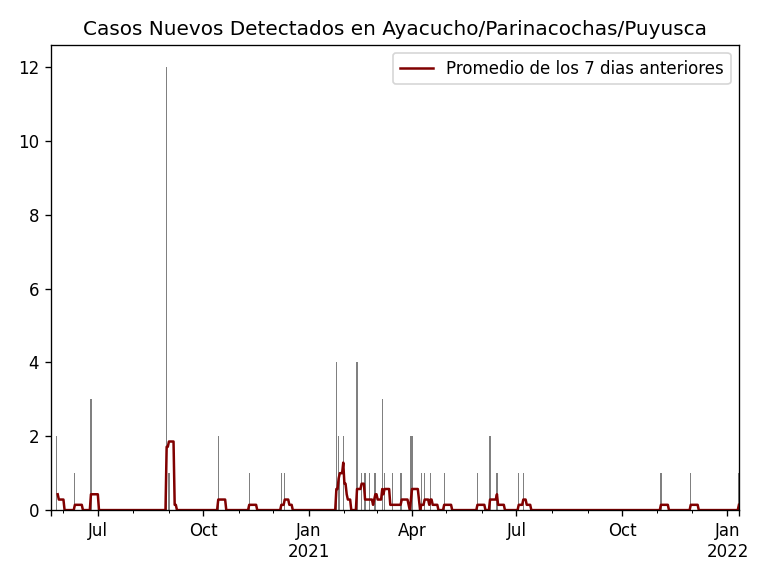 Casos Nuevos Detectados en Ayacucho/Parinacochas/Puyusca
Promedio de los 7 dias anteriores
12
10
8
6
4
2
0
Jul Oct Jan Apr Jul Oct Jan
2021 2022